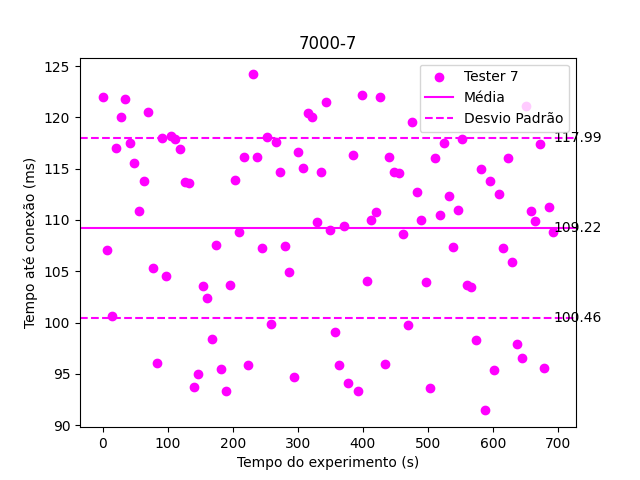 7000-7
Tempo até conexão (ms)
125
120
115
110
105
100
95
90
Tester 7
Média
Desvio Padrão
117.99
109.22
100.46
0 100 200 300 400 500 600 700
Tempo do experimento (s)